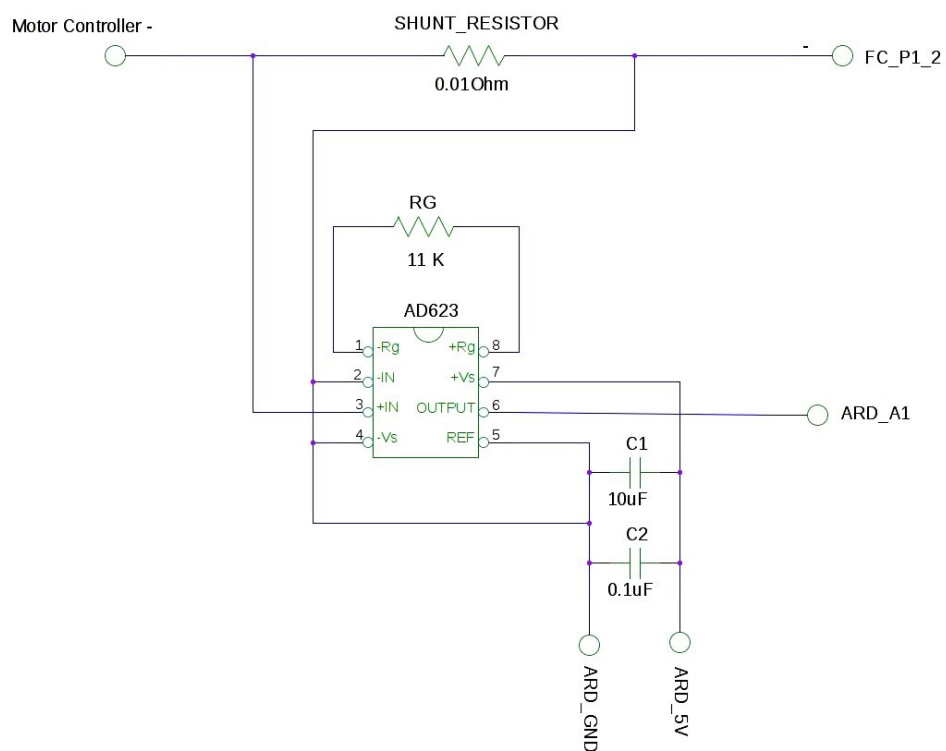 SHUNT_RESISTOR
Motor Controller -
-
FC_P1_2
0.01Ohm
RG
11 K
AD623
1 -Rg +Rg 8
2 -IN +Vs 7
3 +IN OUTPUT 6
4 -Vs REF 5
ARD_A1
C1
10uF
C2
0.1uF
ARD_GND
ARD_5V